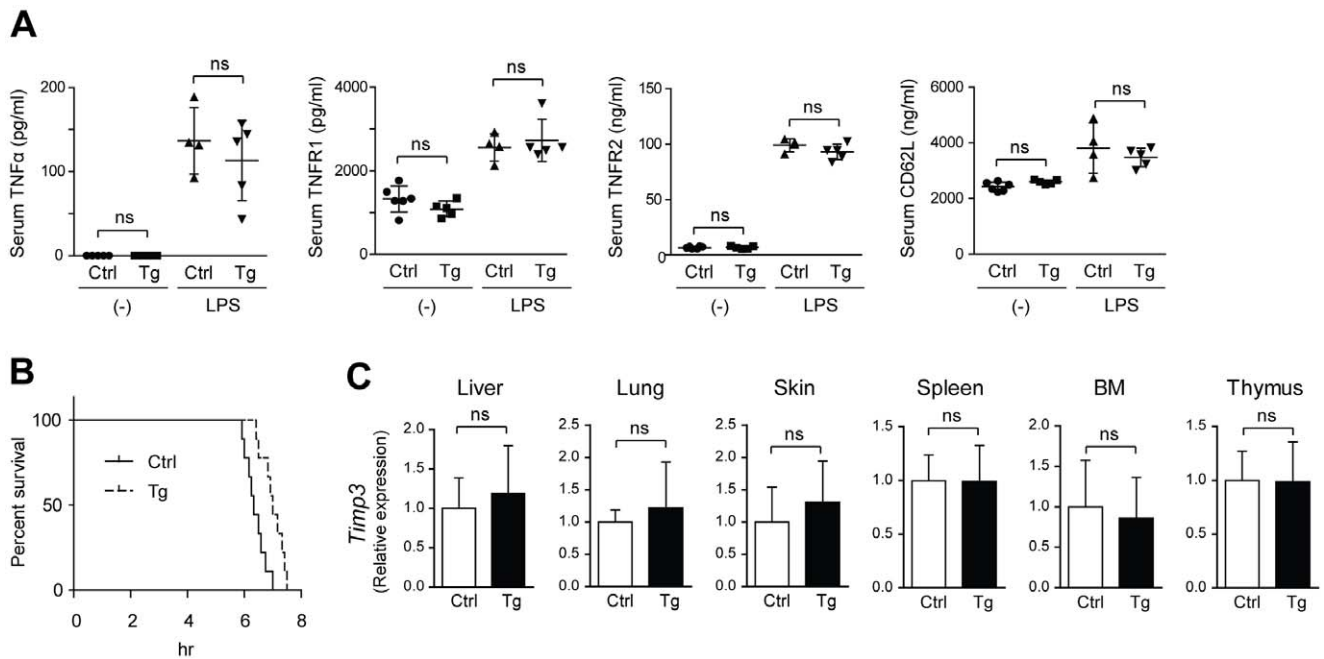 A
Serum TNFα (pg/ml)
200
150
100
50
0
ns
ns
Ctrl Tg Ctrl Tg
(-) LPS
Serum TNFR1 (pg/ml)
4000
2000
0
ns
ns
Ctrl Tg Ctrl Tg
(-) LPS
Serum TNFR2 (pg/ml)
150
100
50
0
ns
ns
Ctrl Tg Ctrl Tg
(-) LPS
Serum CD62L (ng/ml)
6000
4000
2000
0
ns
ns
Ctrl Tg Ctrl Tg
(-) LPS
B
Percent survival
100
50
0
Ctrl
Tg
0 2 4 6 8
hr
C
Timp3
(Relative expression)
Liver
ns
2.0
1.5
1.0
0.5
0.0
Ctrl Tg
Lung
ns
2.5
2.0
1.5
1.0
0.5
0.0
Ctrl Tg
Skin
ns
2.5
2.0
1.5
1.0
0.5
0.0
Ctrl Tg
Spleen
ns
1.5
1.0
0.5
0.0
Ctrl Tg
BM
ns
2.0
1.5
1.0
0.5
0.0
Ctrl Tg
Thymus
ns
1.5
1.0
0.5
0.0
Ctrl Tg